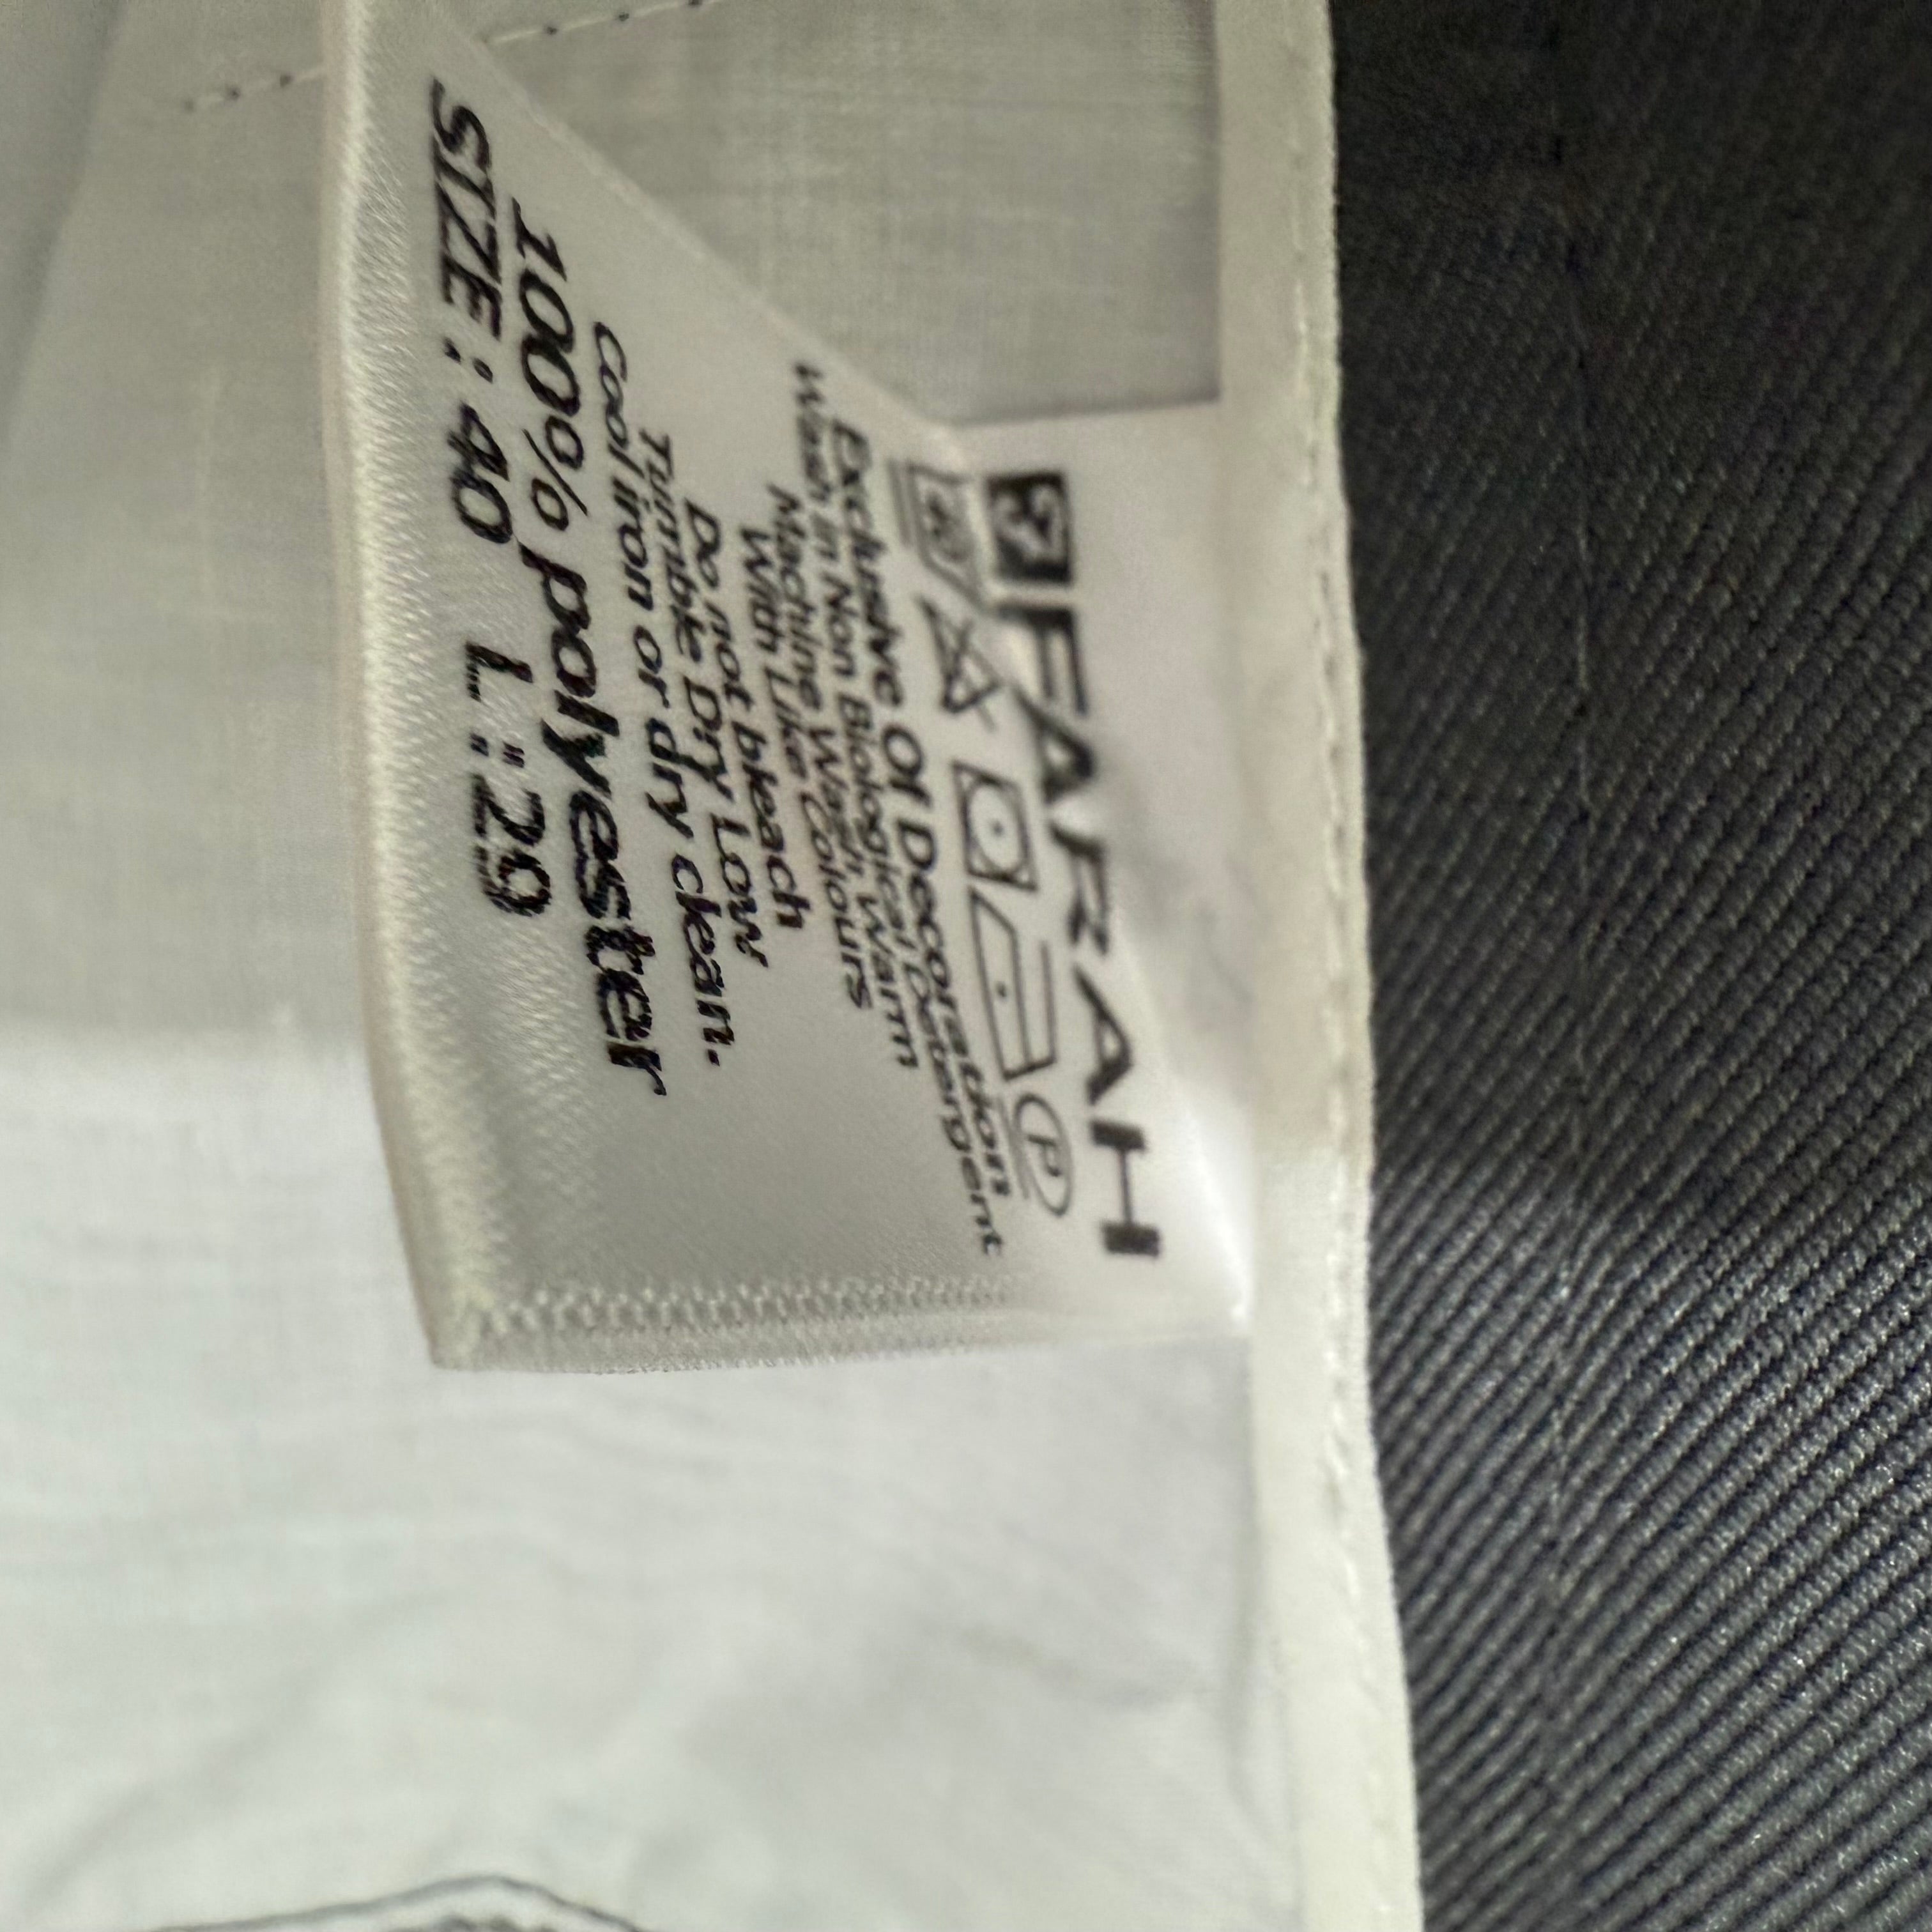 FARAH
40 P
Exclusive Of Decoration
Wash in Non Biological Detergent
Machine Wash, Warm
With Like Colours
Do not bleach
Tumble Dry Low
Cool iron or dry clean.
100% polyester
SIZE: 40 L:29